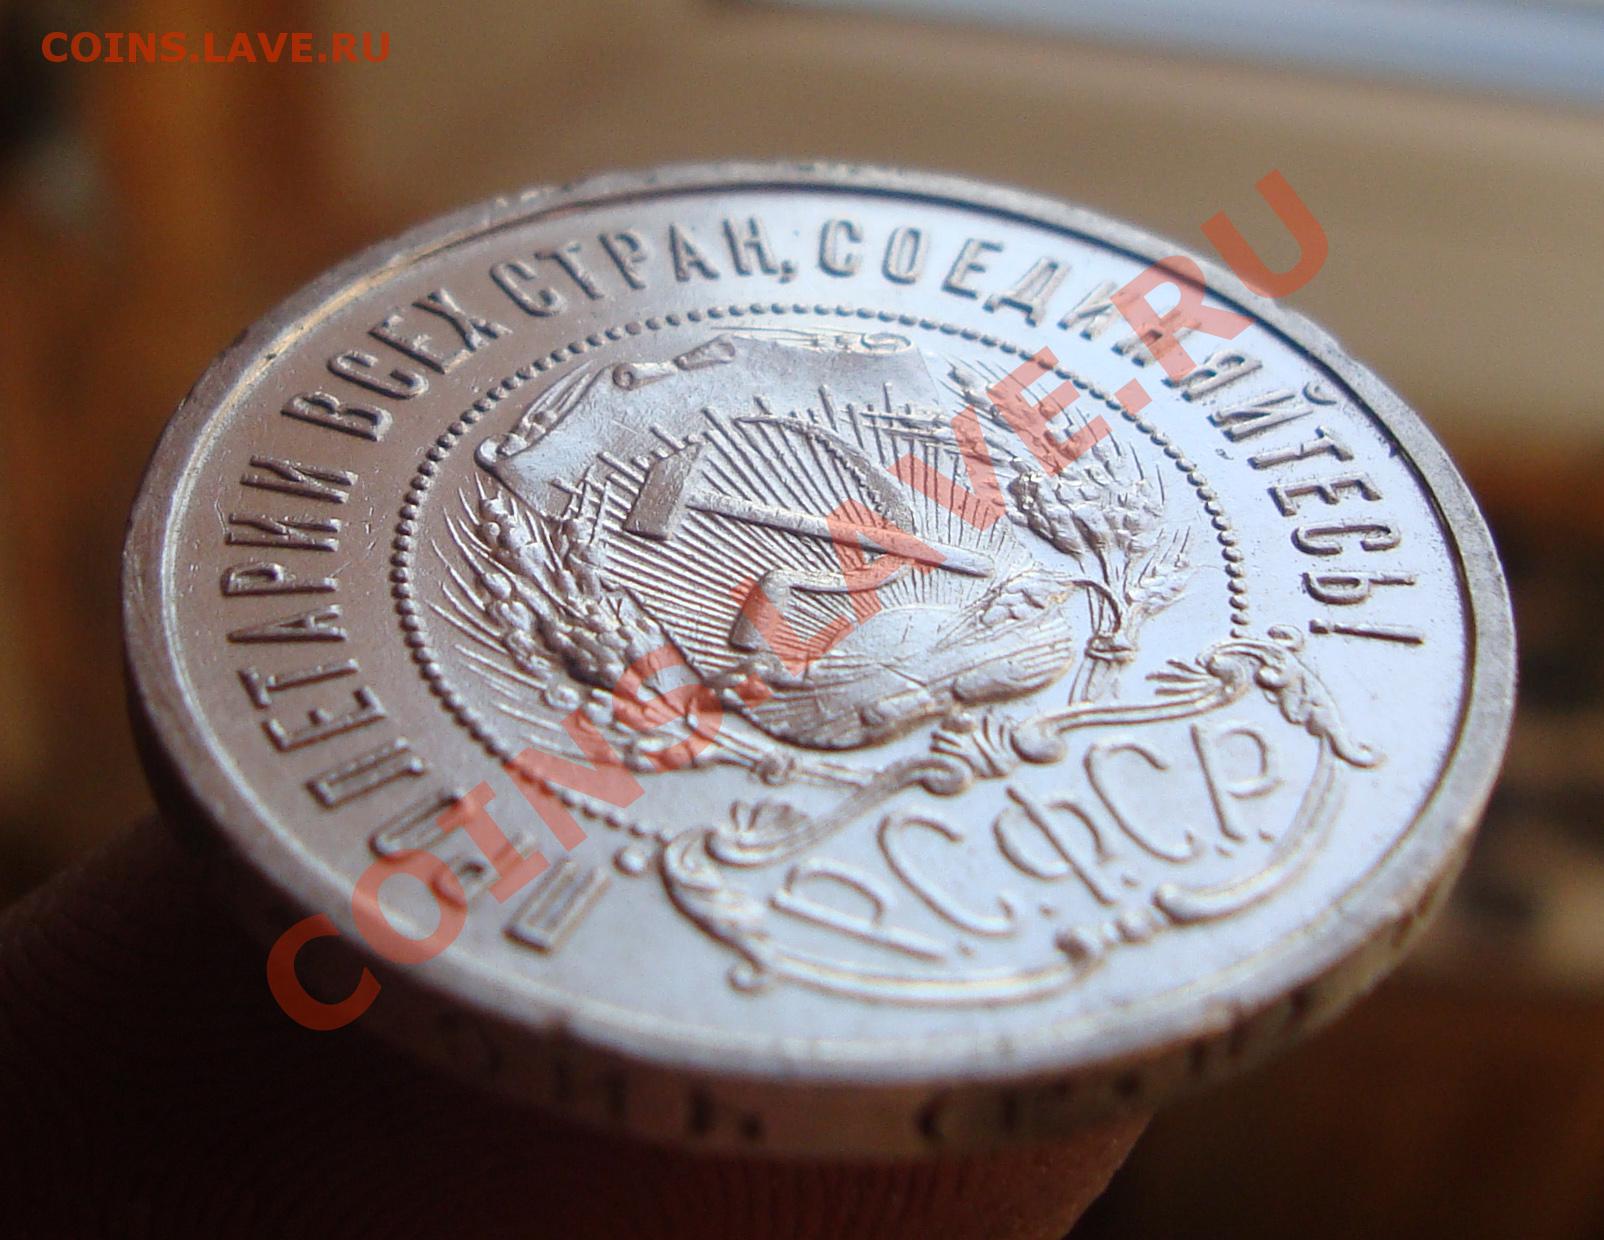 COINS.LAVE.RU
ПРОЛЕТАРИИ ВСЕХ СТРАН, СОЕДИНЯЙТЕСЬ!
Р.С.Ф.С.Р.
COINS.LAVE.RU